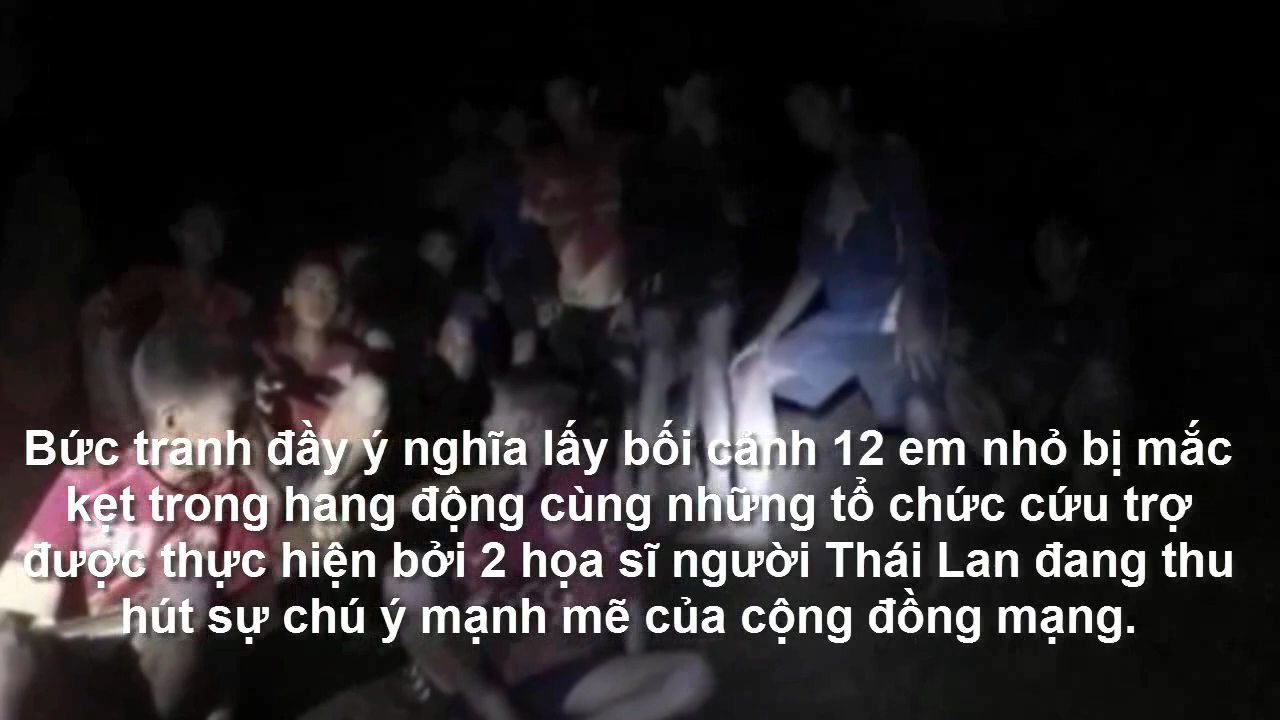 Bức tranh đầy ý nghĩa lấy bối cảnh 12 em nhỏ bị mắc
kẹt trong hang động cùng những tổ chức cứu trợ
được thực hiện bởi 2 họa sĩ người Thái Lan đang thu
hút sự chú ý mạnh mẽ của cộng đồng mạng.